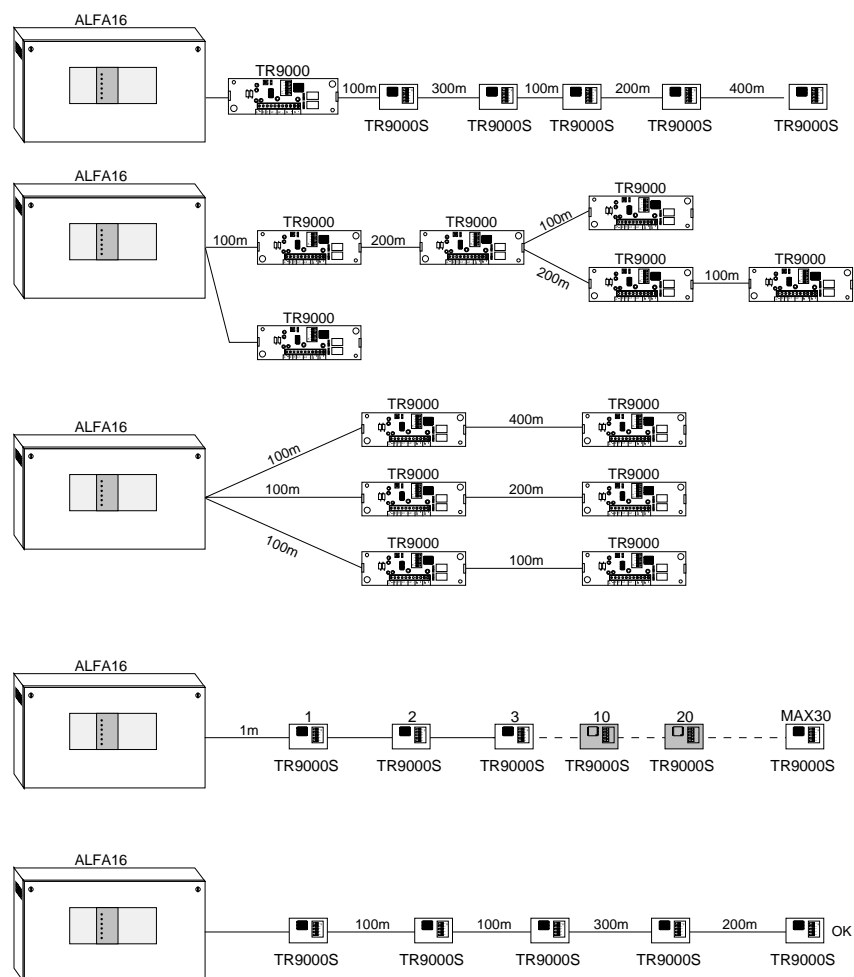 ALFA16
TR9000
100m 300m 100m 200m 400m
TR9000S TR9000S TR9000S TR9000S TR9000S
ALFA16
TR9000 TR9000 TR9000
100m 200m 100m
TR9000 TR9000
200m 100m
TR9000
ALFA16
TR9000 TR9000
100m 400m
TR9000 TR9000
100m 200m
TR9000 TR9000
100m 100m
ALFA16
1 2 3 10 20 MAX30
1m
TR9000S TR9000S TR9000S TR9000S TR9000S TR9000S
ALFA16
100m 100m 300m 200m OK
TR9000S TR9000S TR9000S TR9000S TR9000S